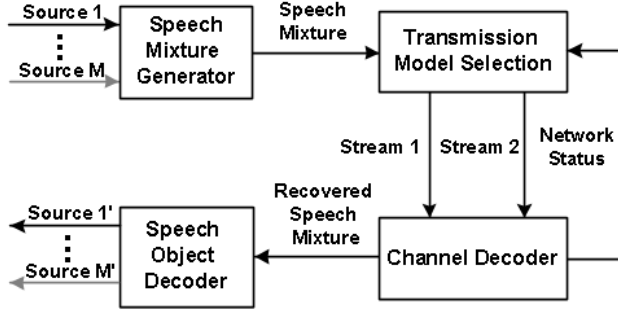 Source 1
Source M
Speech
Mixture
Generator
Speech
Mixture
Transmission
Model Selection
Stream 1
Stream 2
Network
Status
Source 1'
Source M'
Speech
Object
Decoder
Recovered
Speech
Mixture
Channel Decoder